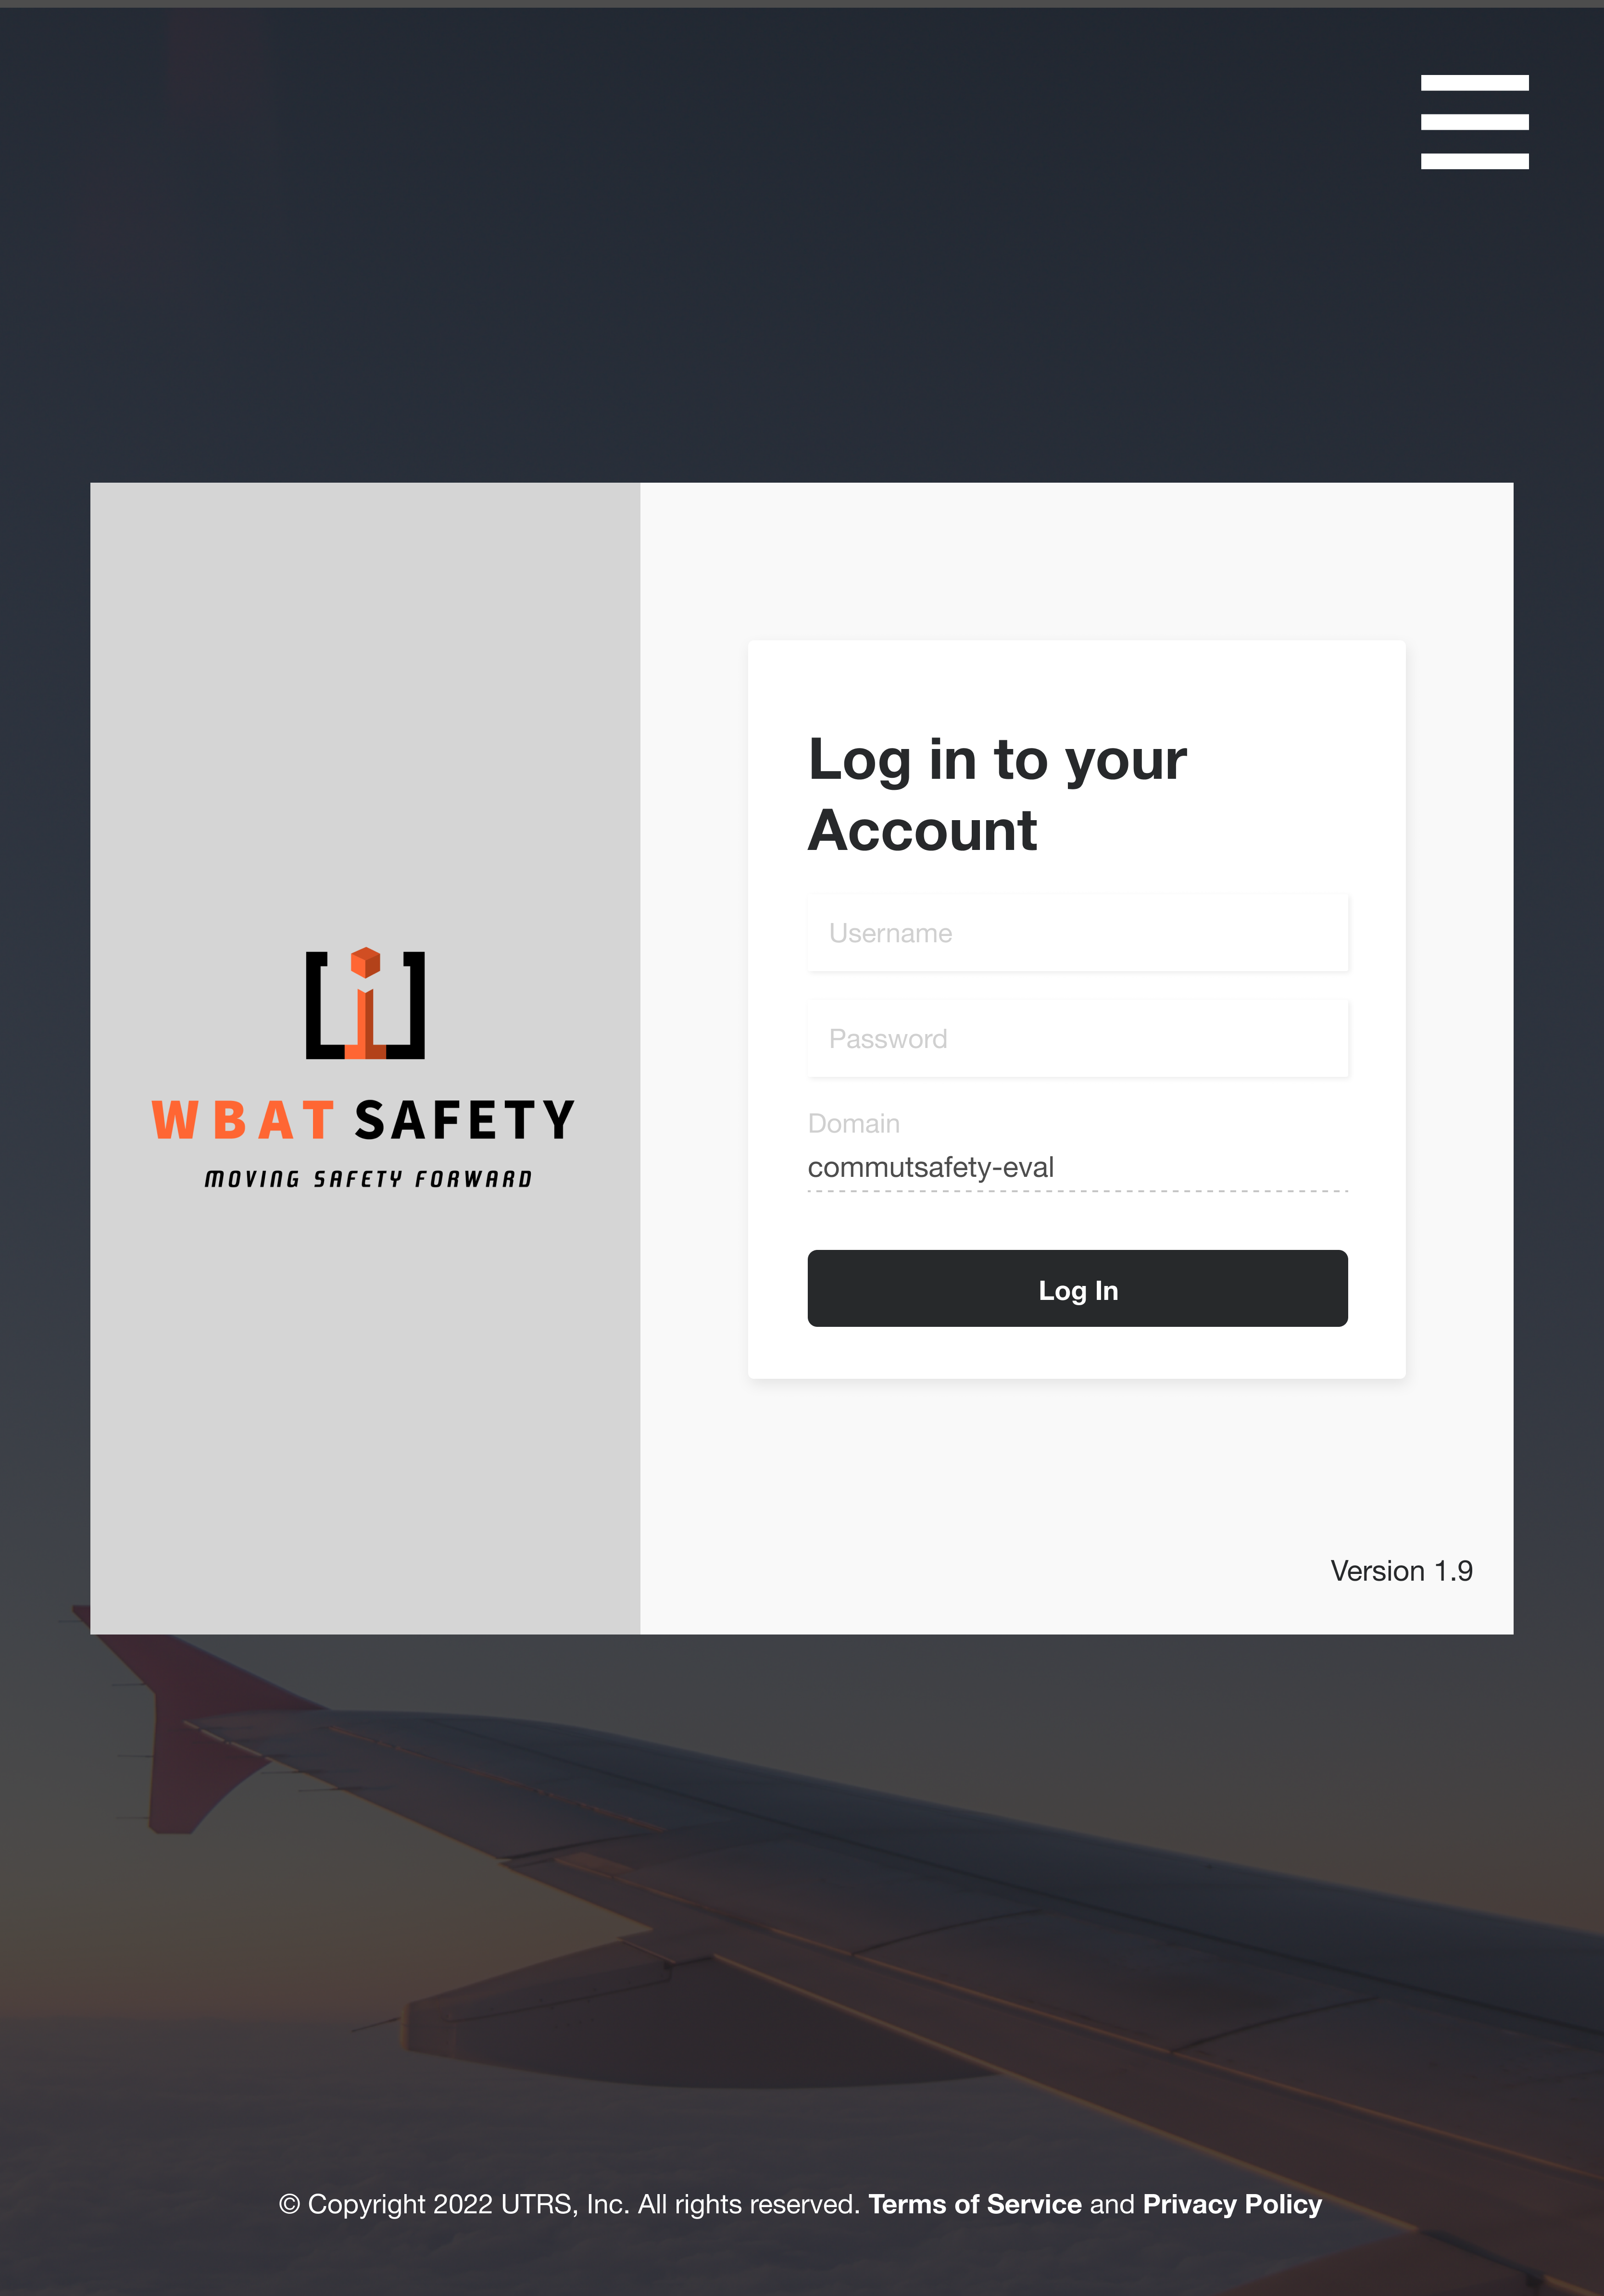 WBAT SAFETY
MOVING SAFETY FORWARD
Log in to your
Account
Username
Password
Domain
commutsafety-eval
Log In
Version 1.9
© Copyright 2022 UTRS, Inc. All rights reserved. Terms of Service and Privacy Policy